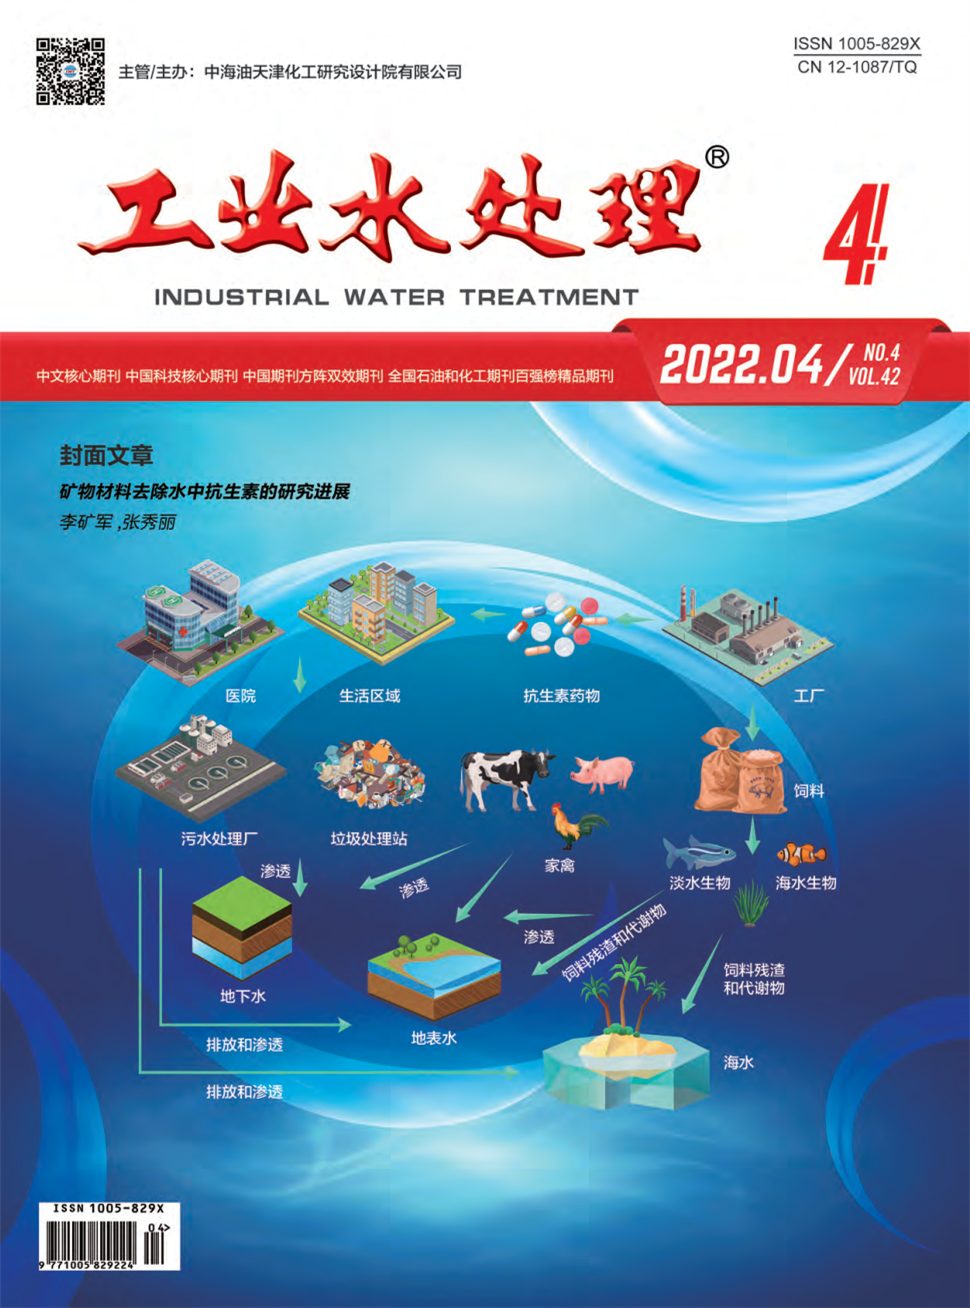 主管/主办：中海油天津化工研究设计院有限公司
ISSN 1005-829X
CN 12-1087/TQ
工业水处理®
4
INDUSTRIAL WATER TREATMENT
中文核心期刊 中国科技核心期刊 中国期刊方阵双效期刊 全国石油和化工期刊百强榜精品期刊
2022.04/
NO.4
VOL.42
封面文章
矿物材料去除水中抗生素的研究进展
李矿军,张秀丽
医院
生活区域
抗生素药物
工厂
饲料
污水处理厂
垃圾处理站
家禽
淡水生物
海水生物
渗透
渗透
渗透
饲料残渣和代谢物
饲料残渣
和代谢物
地下水
地表水
排放和渗透
海水
排放和渗透
ISSN 1005-829X
04>
9 771005 829224